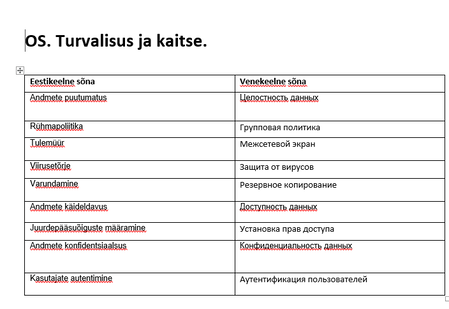 OS. Turvalisus ja kaitse.
Eestikeelne sõna Venekeelne sõna
Andmete puutumatus Целостность данных
Rühmapoliitika Групповая политика
Tulemüür Межсетевой экран
Viirusetõrje Защита от вирусов
Varundamine Резервное копирование
Andmete käideldavus Доступность данных
Juurdepääsuõiguste määramine Установка прав доступа
Andmete konfidentsiaalsus Конфиденциальность данных
Kasutajate autentimine Аутентификация пользователей